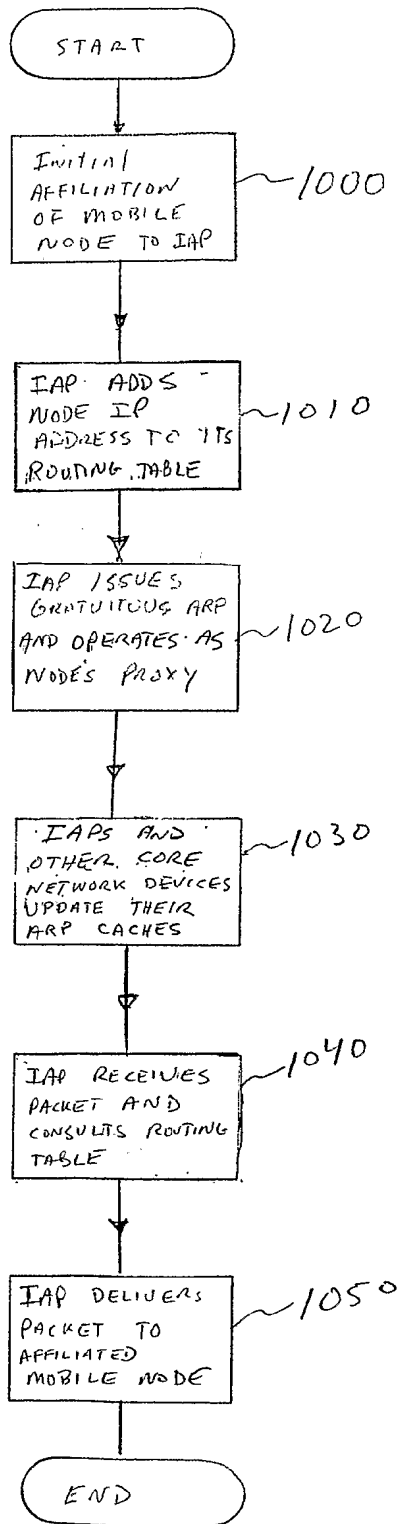 START
Initial
AFFILIATION
OF MOBILE
NODE TO IAP
1000
IAP ADDS
NODE IP
ADDRESS TO ITS
ROUTING TABLE
1010
IAP ISSUES
GRATUITOUS ARP
AND OPERATES AS
NODE'S PROXY
1020
IAPS AND
OTHER CORE
NETWORK DEVICES
UPDATE THEIR
ARP CACHES
1030
IAP RECEIVES
PACKET AND
CONSULTS ROUTING
TABLE
1040
IAP DELIVERS
PACKET TO
AFFILIATED
MOBILE NODE
1050
END